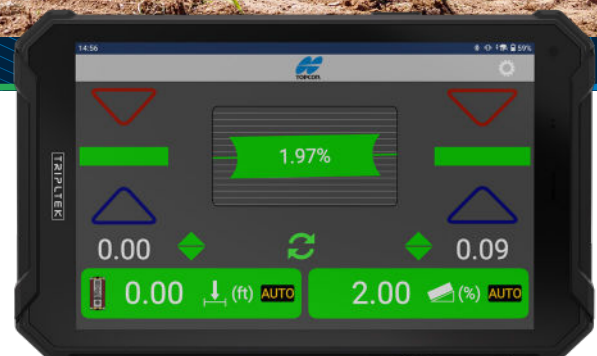 14:56
59%
TOPCON
TRIPLTEK
1.97%
0.00
0.09
0.00 (ft) AUTO
2.00 (%) AUTO